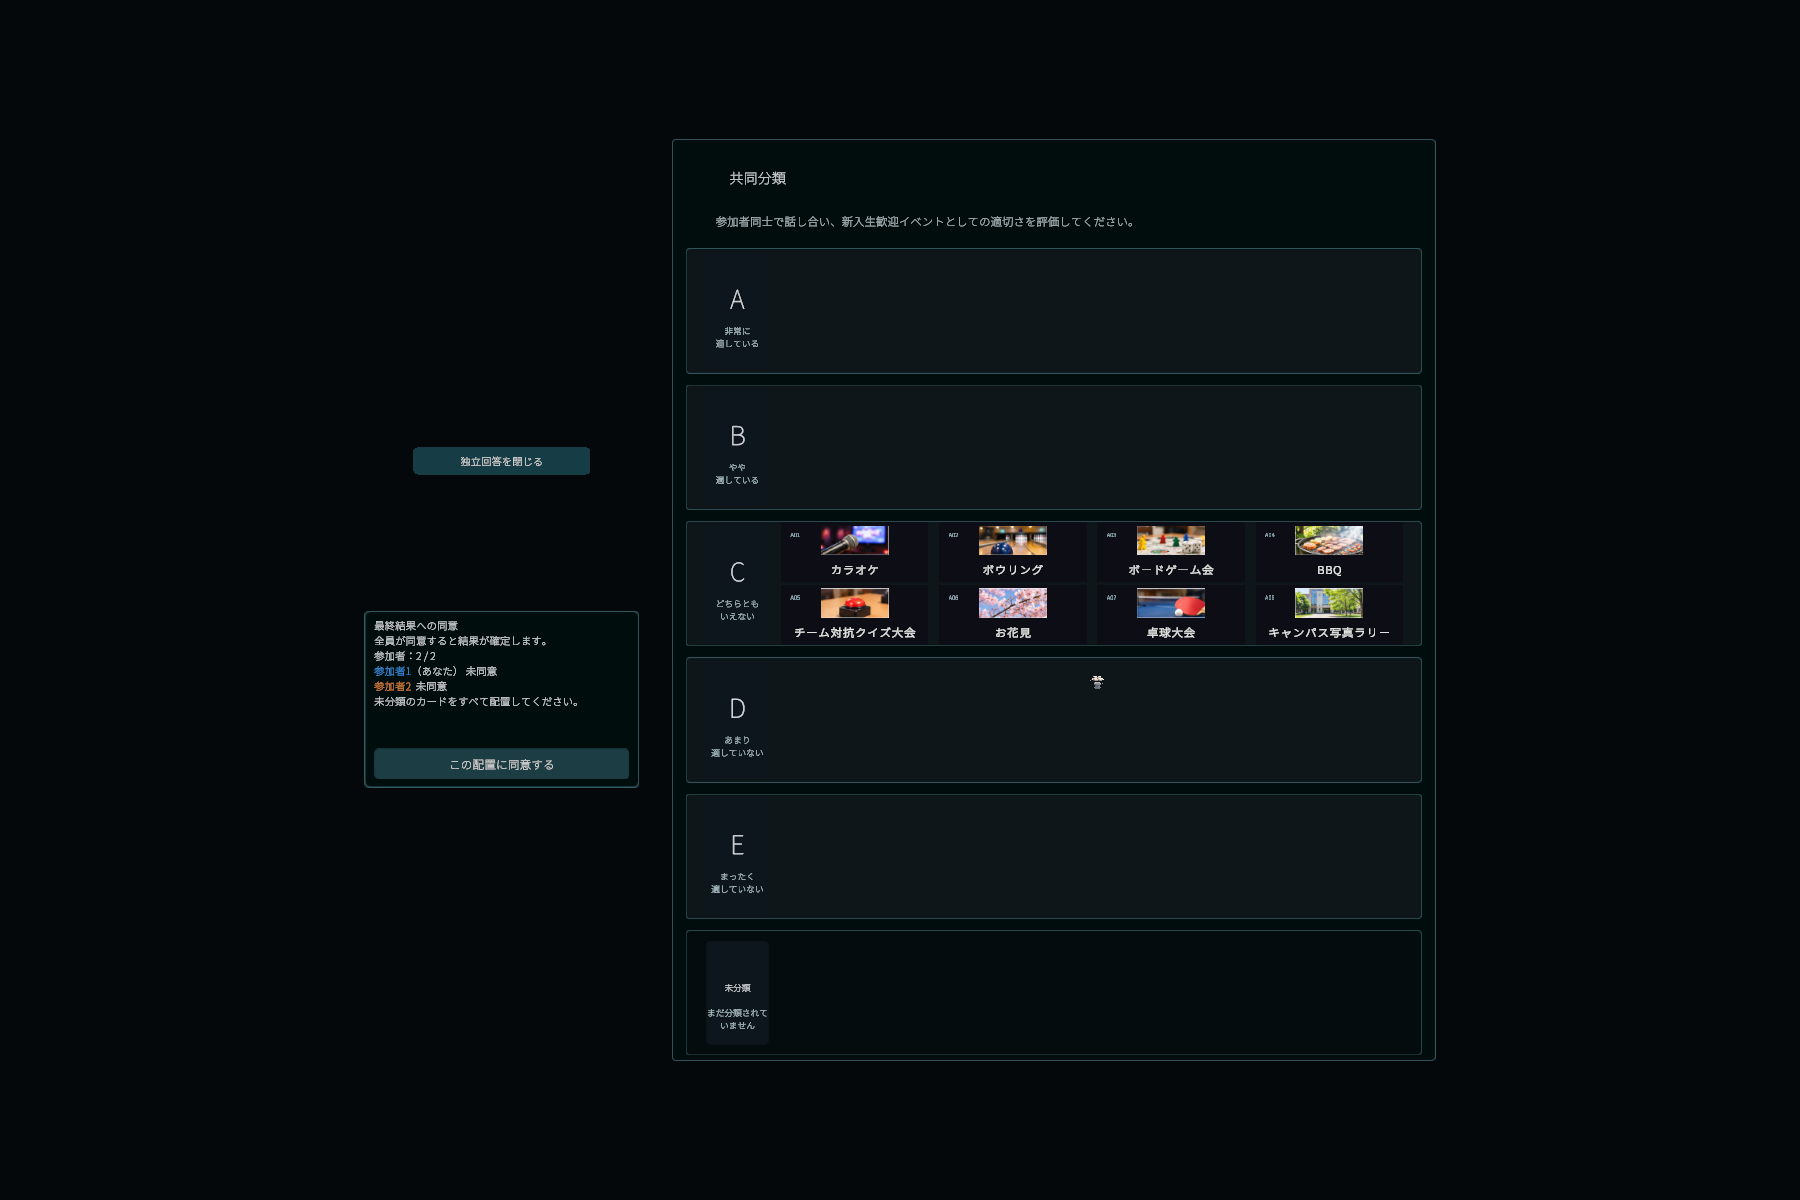 共同分類
参加者同士で話し合い、新入生歓迎イベントとしての適切さを評価してください。
A
非常に
適している
B
やや
適している
独立回答を閉じる
C
どちらとも
いえない
A01
カラオケ
A02
ボウリング
A03
ボードゲーム会
A04
BBQ
A05
チーム対抗クイズ大会
A06
お花見
A07
卓球大会
A08
キャンパス写真ラリー
最終結果への同意
全員が同意すると結果が確定します。
参加者：2/2
参加者1（あなた） 未同意
参加者2 未同意
未分類のカードをすべて配置してください。
この配置に同意する
D
あまり
適していない
E
まったく
適していない
未分類
まだ分類されて
いません